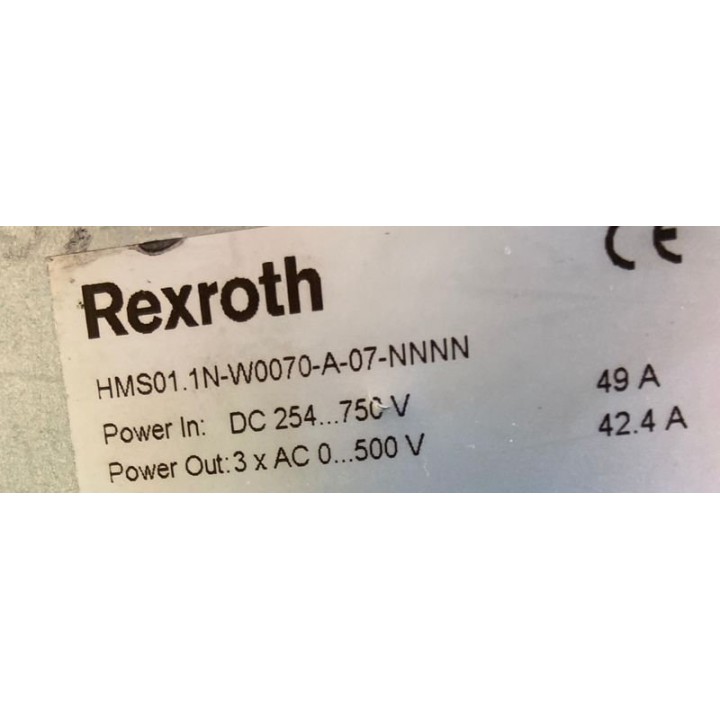 CE
Rexroth
HMS01.1N-W0070-A-07-NNNN
Power In: DC 254...750 V 49 A
Power Out: 3 x AC 0...500 V 42.4 A